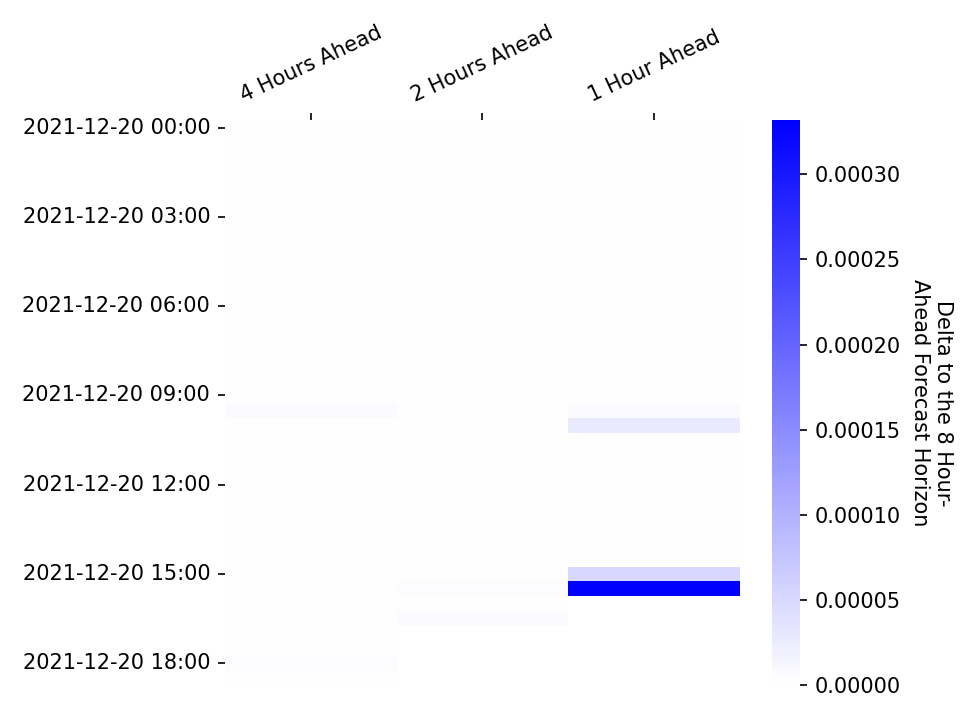 4 Hours Ahead
2 Hours Ahead
1 Hour Ahead
2021-12-20 00:00
2021-12-20 03:00
2021-12-20 06:00
2021-12-20 09:00
2021-12-20 12:00
2021-12-20 15:00
2021-12-20 18:00
0.00030
0.00025
0.00020
0.00015
0.00010
0.00005
0.00000
Delta to the 8 Hour-
Ahead Forecast Horizon